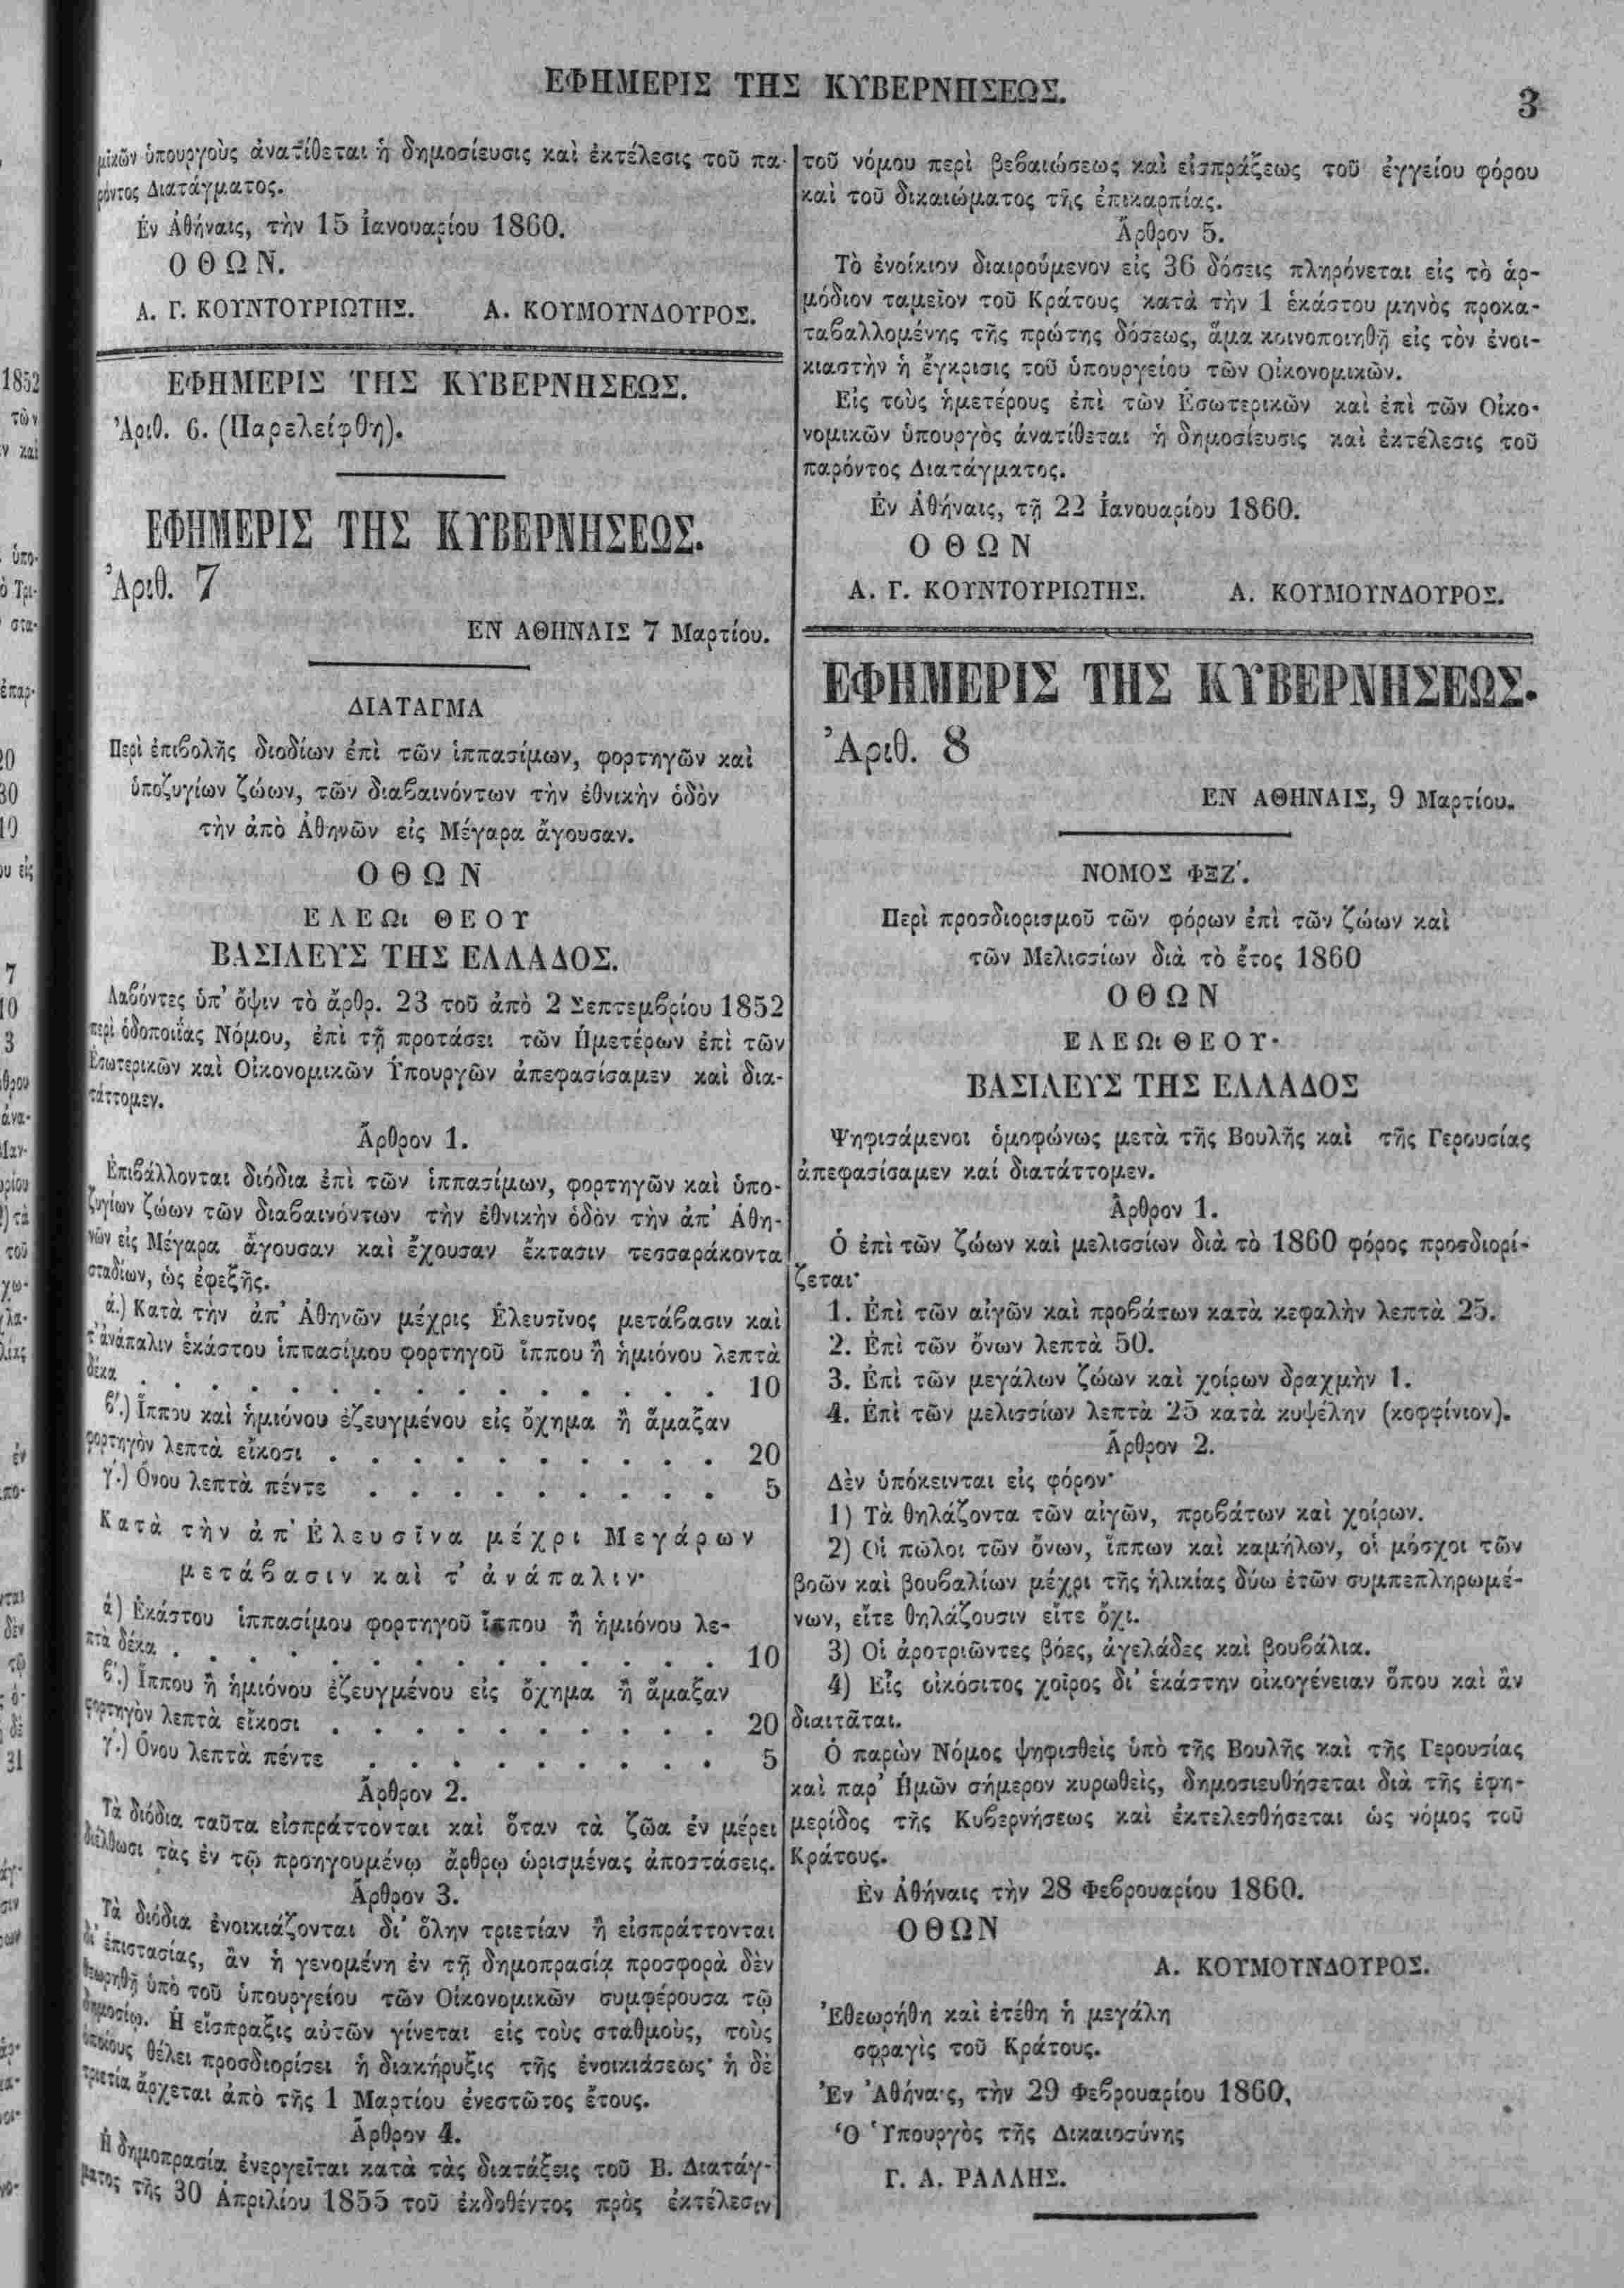 ΕΦΗΜΕΡΙΣ ΤΗΣ ΚΥΒΕΡΝΗΣΕΩΣ.
3
μικῶν ὑπουργοὺς ἀνατίθεται ἡ δημοσίευσις καὶ ἐκτέλεσις τοῦ πα-
ρόντος Διατάγματος.
Ἐν Ἀθήναις, τὴν 15 Ἰανουαρίου 1860.
ΟΘΩΝ.
Α. Γ. ΚΟΥΝΤΟΥΡΙΩΤΗΣ. Α. ΚΟΥΜΟΥΝΔΟΥΡΟΣ.
ΕΦΗΜΕΡΙΣ ΤΗΣ ΚΥΒΕΡΝΗΣΕΩΣ.
Ἀριθ. 6. (Παρελείφθη).
ΕΦΗΜΕΡΙΣ ΤΗΣ ΚΥΒΕΡΝΗΣΕΩΣ.
Ἀριθ. 7
ΕΝ ΑΘΗΝΑΙΣ 7 Μαρτίου.
ΔΙΑΤΑΓΜΑ
Περὶ ἐπιβολῆς διοδίων ἐπὶ τῶν ἱππασίμων, φορτηγῶν καὶ
ὑποζυγίων ζώων, τῶν διαβαινόντων τὴν ἐθνικὴν ὁδὸν
τὴν ἀπὸ Ἀθηνῶν εἰς Μέγαρα ἄγουσαν.
ΟΘΩΝ
ΕΛΕΩι ΘΕΟΥ
ΒΑΣΙΛΕΥΣ ΤΗΣ ΕΛΛΑΔΟΣ.
Λαβόντες ὑπ' ὄψιν τὸ ἄρθρ. 23 τοῦ ἀπὸ 2 Σεπτεμβρίου 1852
περὶ ὁδοποιΐας Νόμου, ἐπὶ τῇ προτάσει τῶν Ἡμετέρων ἐπὶ τῶν
Ἐσωτερικῶν καὶ Οἰκονομικῶν Ὑπουργῶν ἀπεφασίσαμεν καὶ δια-
τάττομεν.
Ἄρθρον 1.
Ἐπιβάλλονται διόδια ἐπὶ τῶν ἱππασίμων, φορτηγῶν καὶ ὑπο-
ζυγίων ζώων τῶν διαβαινόντων τὴν ἐθνικὴν ὁδὸν τὴν ἀπ' Ἀθη-
νῶν εἰς Μέγαρα ἄγουσαν καὶ ἔχουσαν ἔκτασιν τεσσαράκοντα
σταδίων, ὡς ἐφεξῆς.
ά.) Κατὰ τὴν ἀπ' Ἀθηνῶν μέχρις Ἐλευσῖνος μετάβασιν καὶ
τ' ἀνάπαλιν ἑκάστου ἱππασίμου φορτηγοῦ ἵππου ἢ ἡμιόνου λεπτὰ
δέκα . . . . . . . . . . . . . . . 10
β΄.) Ἵππου καὶ ἡμιόνου ἐζευγμένου εἰς ὄχημα ἢ ἅμαξαν
φορτηγὸν λεπτὰ εἴκοσι . . . . . . . . . . 20
γ΄.) Ὄνου λεπτὰ πέντε . . . . . . . . . 5
Κατὰ τὴν ἀπ' Ἐλευσῖνα μέχρι Μεγάρων
μετάβασιν καὶ τ' ἀνάπαλιν·
ά) Ἑκάστου ἱππασίμου φορτηγοῦ ἵππου ἢ ἡμιόνου λε-
πτὰ δέκα . . . . . . . . . . . . . . 10
β΄.) Ἵππου ἢ ἡμιόνου ἐζευγμένου εἰς ὄχημα ἢ ἅμαξαν
φορτηγὸν λεπτὰ εἴκοσι . . . . . . . . . . 20
γ΄.) Ὄνου λεπτὰ πέντε . . . . . . . . . 5
Ἄρθρον 2.
Τὰ διόδια ταῦτα εἰσπράττονται καὶ ὅταν τὰ ζῶα ἐν μέρει
διέλθωσι τὰς ἐν τῷ προηγουμένῳ ἄρθρῳ ὡρισμένας ἀποστάσεις.
Ἄρθρον 3.
Τὰ διόδια ἐνοικιάζονται δι' ὅλην τριετίαν ἢ εἰσπράττονται
δι' ἐπιστασίας, ἂν ἡ γενομένη ἐν τῇ δημοπρασίᾳ προσφορὰ δὲν
θεωρηθῇ ὑπὸ τοῦ ὑπουργείου τῶν Οἰκονομικῶν συμφέρουσα τῷ
δημοσίῳ. Ἡ εἴσπραξις αὐτῶν γίνεται εἰς τοὺς σταθμοὺς, τοὺς
ὁποίους θέλει προσδιορίσει ἡ διακήρυξις τῆς ἐνοικιάσεως· ἡ δὲ
τριετία ἄρχεται ἀπὸ τῆς 1 Μαρτίου ἐνεστῶτος ἔτους.
Ἄρθρον 4.
Ἡ δημοπρασία ἐνεργεῖται κατὰ τὰς διατάξεις τοῦ Β. Διατάγ-
ματος τῆς 30 Ἀπριλίου 1855 τοῦ ἐκδοθέντος πρὸς ἐκτέλεσιν
τοῦ νόμου περὶ βεβαιώσεως καὶ εἰσπράξεως τοῦ ἐγγείου φόρου
καὶ τοῦ δικαιώματος τῆς ἐπικαρπίας.
Ἄρθρον 5.
Τὸ ἐνοίκιον διαιρούμενον εἰς 36 δόσεις πληρόνεται εἰς τὸ ἁρ-
μόδιον ταμεῖον τοῦ Κράτους κατὰ τὴν 1 ἑκάστου μηνὸς προκα-
ταβαλλομένης τῆς πρώτης δόσεως, ἅμα κοινοποιηθῇ εἰς τὸν ἐνοι-
κιαστὴν ἡ ἔγκρισις τοῦ ὑπουργείου τῶν Οἰκονομικῶν.
Εἰς τοὺς ἡμετέρους ἐπὶ τῶν Ἐσωτερικῶν καὶ ἐπὶ τῶν Οἰκο-
νομικῶν ὑπουργὸς ἀνατίθεται ἡ δημοσίευσις καὶ ἐκτέλεσις τοῦ
παρόντος Διατάγματος.
Ἐν Ἀθήναις, τῇ 22 Ἰανουαρίου 1860.
ΟΘΩΝ
Α. Γ. ΚΟΥΝΤΟΥΡΙΩΤΗΣ. Α. ΚΟΥΜΟΥΝΔΟΥΡΟΣ.
ΕΦΗΜΕΡΙΣ ΤΗΣ ΚΥΒΕΡΝΗΣΕΩΣ.
Ἀριθ. 8
ΕΝ ΑΘΗΝΑΙΣ, 9 Μαρτίου.
ΝΟΜΟΣ ΦΞΖ΄.
Περὶ προσδιορισμοῦ τῶν φόρων ἐπὶ τῶν ζώων καὶ
τῶν Μελισσίων διὰ τὸ ἔτος 1860
ΟΘΩΝ
ΕΛΕΩι ΘΕΟΥ·
ΒΑΣΙΛΕΥΣ ΤΗΣ ΕΛΛΑΔΟΣ
Ψηφισάμενοι ὁμοφώνως μετὰ τῆς Βουλῆς καὶ τῆς Γερουσίας
ἀπεφασίσαμεν καί διατάττομεν.
Ἄρθρον 1.
Ὁ ἐπὶ τῶν ζώων καὶ μελισσίων διὰ τὸ 1860 φόρος προσδιορί-
ζεται·
1. Ἐπὶ τῶν αἰγῶν καὶ προβάτων κατὰ κεφαλὴν λεπτὰ 25.
2. Ἐπὶ τῶν ὄνων λεπτὰ 50.
3. Ἐπὶ τῶν μεγάλων ζώων καὶ χοίρων δραχμὴν 1.
4. Ἐπὶ τῶν μελισσίων λεπτὰ 25 κατὰ κυψέλην (κοφφίνιον).
Ἄρθρον 2.
Δὲν ὑπόκεινται εἰς φόρον·
1) Τὰ θηλάζοντα τῶν αἰγῶν, προβάτων καὶ χοίρων.
2) Οἱ πῶλοι τῶν ὄνων, ἵππων καὶ καμήλων, οἱ μόσχοι τῶν
βοῶν καὶ βουβαλίων μέχρι τῆς ἡλικίας δύω ἐτῶν συμπεπληρωμέ-
νων, εἴτε θηλάζουσιν εἴτε ὄχι.
3) Οἱ ἀροτριῶντες βόες, ἀγελάδες καὶ βουβάλια.
4) Εἷς οἰκόσιτος χοῖρος δι' ἑκάστην οἰκογένειαν ὅπου καὶ ἂν
διαιτᾶται.
Ὁ παρὼν Νόμος ψηφισθεὶς ὑπὸ τῆς Βουλῆς καὶ τῆς Γερουσίας
καὶ παρ' Ἡμῶν σήμερον κυρωθεὶς, δημοσιευθήσεται διὰ τῆς ἐφη-
μερίδος τῆς Κυβερνήσεως καὶ ἐκτελεσθήσεται ὡς νόμος τοῦ
Κράτους.
Ἐν Ἀθήναις τὴν 28 Φεβρουαρίου 1860.
ΟΘΩΝ
Α. ΚΟΥΜΟΥΝΔΟΥΡΟΣ.
Ἐθεωρήθη καὶ ἐτέθη ἡ μεγάλη
σφραγὶς τοῦ Κράτους.
Ἐν Ἀθήναις, τὴν 29 Φεβρουαρίου 1860,
Ὁ Ὑπουργὸς τῆς Δικαιοσύνης
Γ. Α. ΡΑΛΛΗΣ.